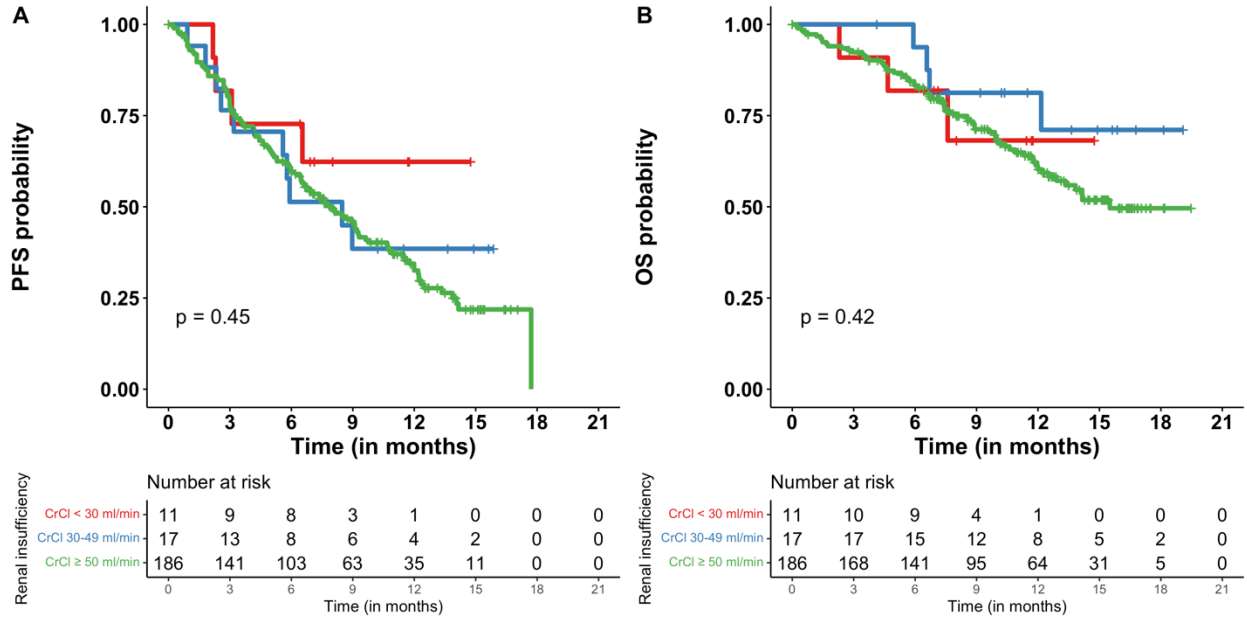 A
1.00
0.75
0.50
0.25
0.00
PFS probability
p = 0.45
0 3 6 9 12 15 18 21
Time (in months)
Number at risk
Renal insufficiency
CrCl < 30 ml/min 11 9 8 3 1 0 0 0
CrCl 30-49 ml/min 17 13 8 6 4 2 0 0
CrCl ≥ 50 ml/min 186 141 103 63 35 11 0 0
0 3 6 9 12 15 18 21
Time (in months)
B
1.00
0.75
0.50
0.25
0.00
OS probability
p = 0.42
0 3 6 9 12 15 18 21
Time (in months)
Number at risk
Renal insufficiency
CrCl < 30 ml/min 11 10 9 4 1 0 0 0
CrCl 30-49 ml/min 17 17 15 12 8 5 2 0
CrCl ≥ 50 ml/min 186 168 141 95 64 31 5 0
0 3 6 9 12 15 18 21
Time (in months)